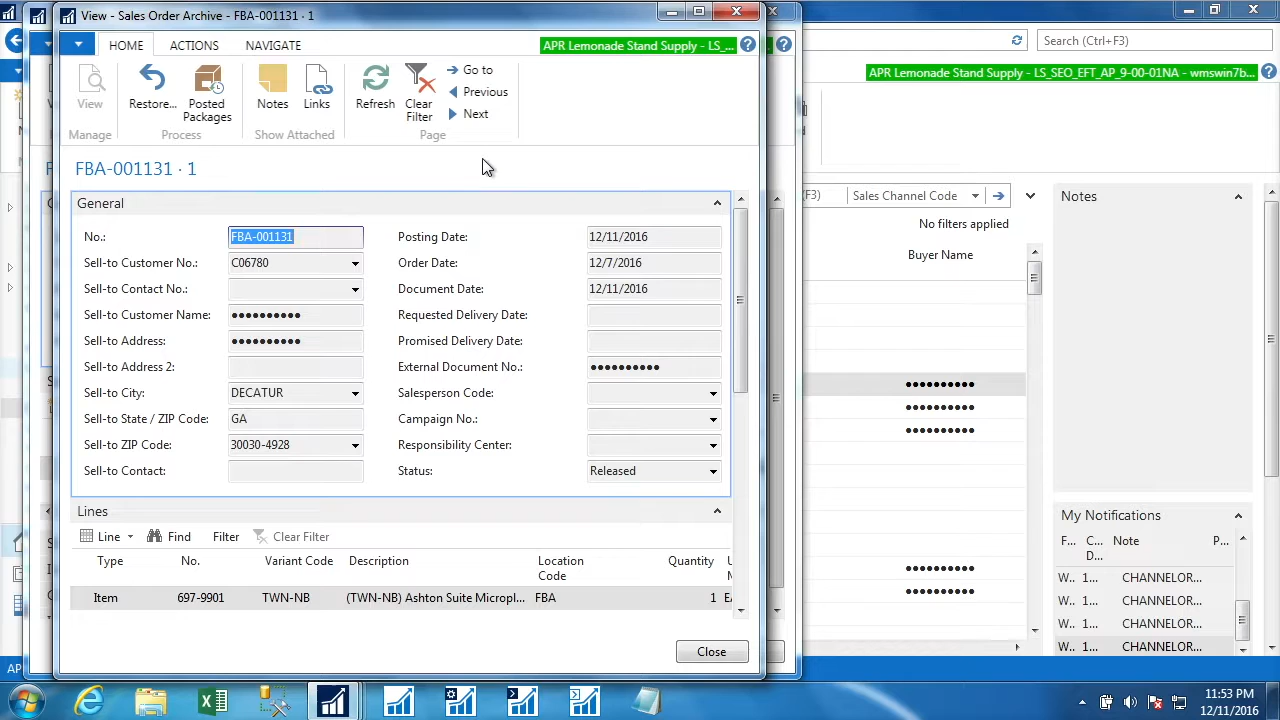 View - Sales Order Archive - FBA-001131 · 1
HOME ACTIONS NAVIGATE
APR Lemonade Stand Supply - LS_...
View
Restore...
Posted Packages
Notes
Links
Refresh
Clear Filter
Go to
Previous
Next
Manage
Process
Show Attached
Page
FBA-001131 · 1
General
No.: FBA-001131
Sell-to Customer No.: C06780
Sell-to Contact No.:
Sell-to Customer Name: ●●●●●●●●●●
Sell-to Address: ●●●●●●●●●●
Sell-to Address 2:
Sell-to City: DECATUR
Sell-to State / ZIP Code: GA
Sell-to ZIP Code: 30030-4928
Sell-to Contact:
Posting Date: 12/11/2016
Order Date: 12/7/2016
Document Date: 12/11/2016
Requested Delivery Date:
Promised Delivery Date:
External Document No.: ●●●●●●●●●●
Salesperson Code:
Campaign No.:
Responsibility Center:
Status: Released
Lines
Line Find Filter Clear Filter
Type No. Variant Code Description Location Code Quantity
Item 697-9901 TWN-NB (TWN-NB) Ashton Suite Micropl... FBA 1
Close
Search (Ctrl+F3)
APR Lemonade Stand Supply - LS_SEO_EFT_AP_9-00-01NA - wmswin7b...
(F3) Sales Channel Code
No filters applied
Buyer Name
●●●●●●●●●●
●●●●●●●●●●
●●●●●●●●●●
●●●●●●●●●●
●●●●●●●●●●
Notes
My Notifications
F... C... D... Note P...
W.. 1... CHANNELOR...
W.. 1... CHANNELOR...
W.. 1... CHANNELOR...
W.. 1... CHANNELOR...
11:53 PM
12/11/2016